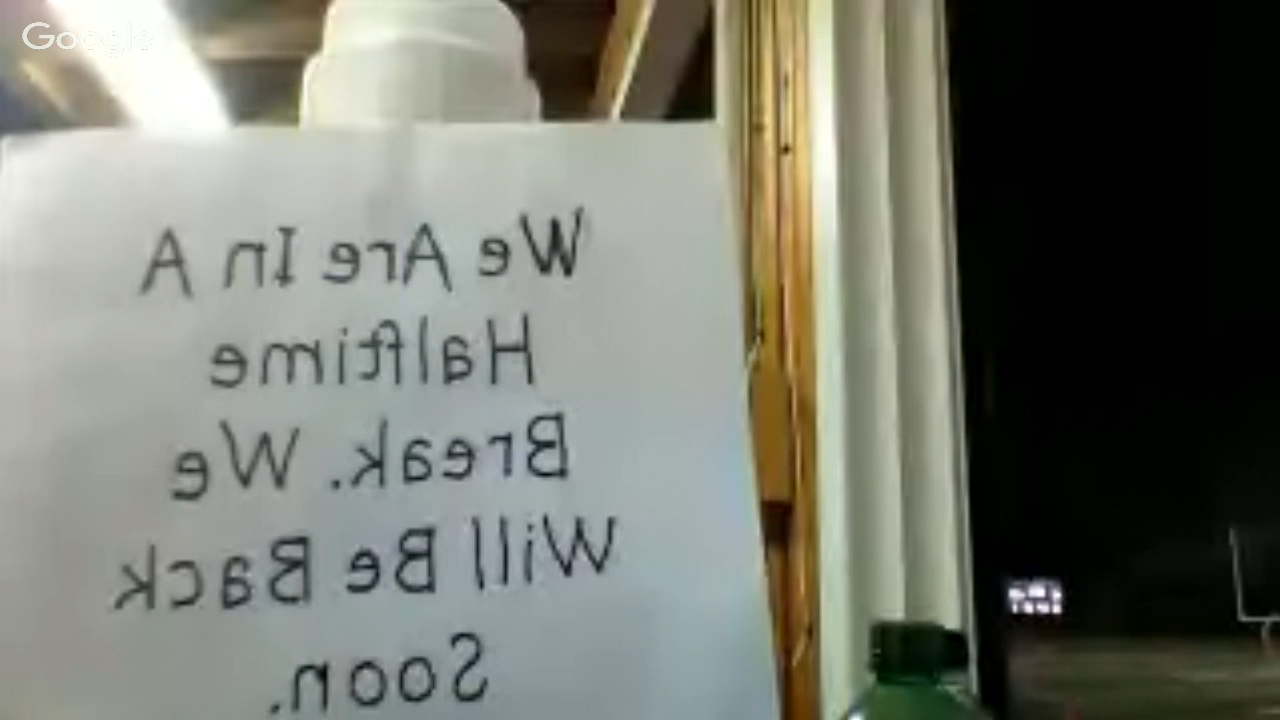 Google
We Are In A
Halftime
Break. We
Will Be Back
Soon.